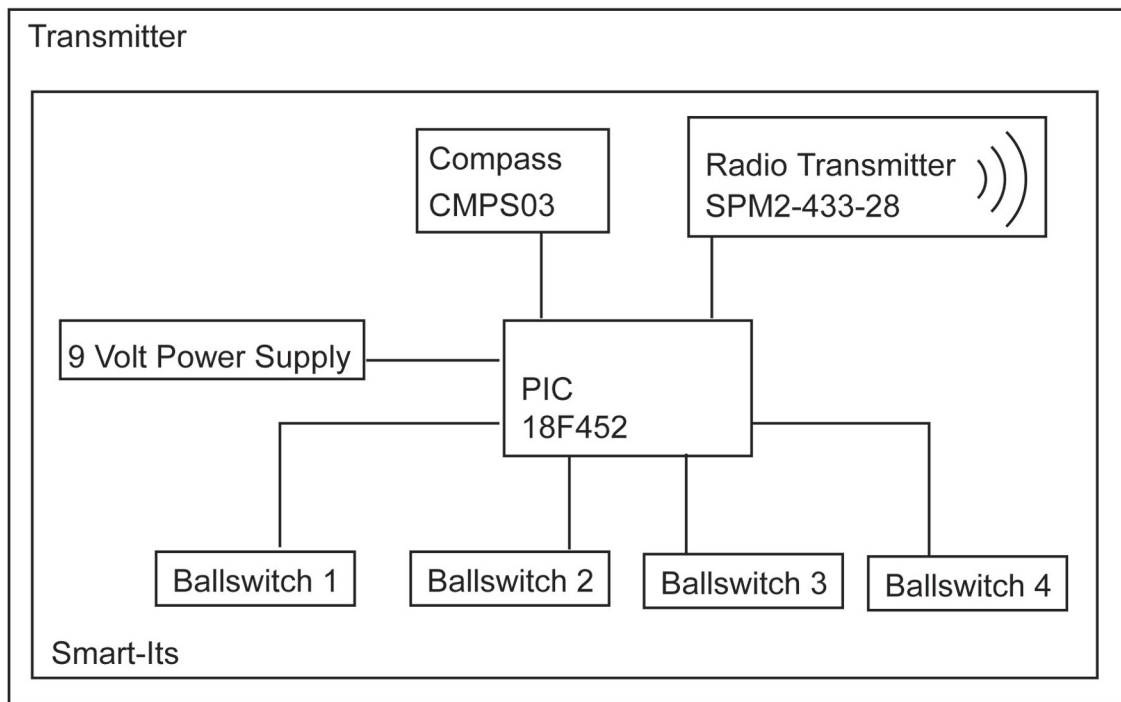 Transmitter
Compass
CMPS03
Radio Transmitter
SPM2-433-28
9 Volt Power Supply
PIC
18F452
Ballswitch 1
Ballswitch 2
Ballswitch 3
Ballswitch 4
Smart-Its